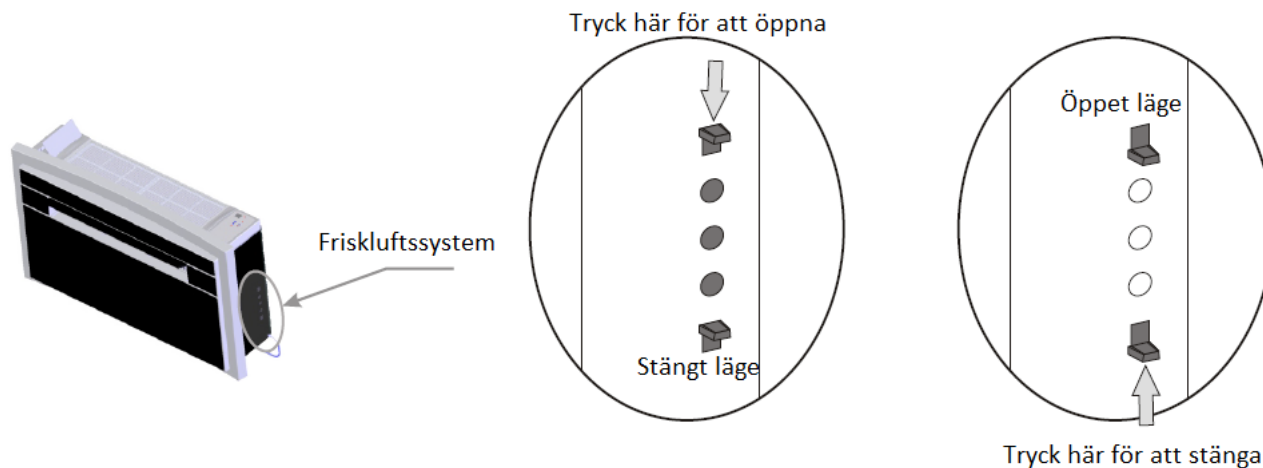 Tryck här för att öppna
Öppet läge
Friskluftssystem
Stängt läge
Tryck här för att stänga